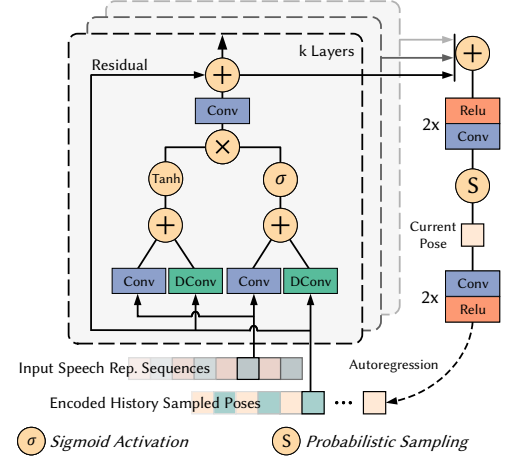 k Layers
Residual
+
+
Conv
Relu
2x
Conv
×
Tanh
σ
S
+
+
Current
Pose
Conv
DConv
Conv
DConv
Conv
2x
Relu
Input Speech Rep. Sequences
Autoregression
Encoded History Sampled Poses
σ Sigmoid Activation
S Probabilistic Sampling